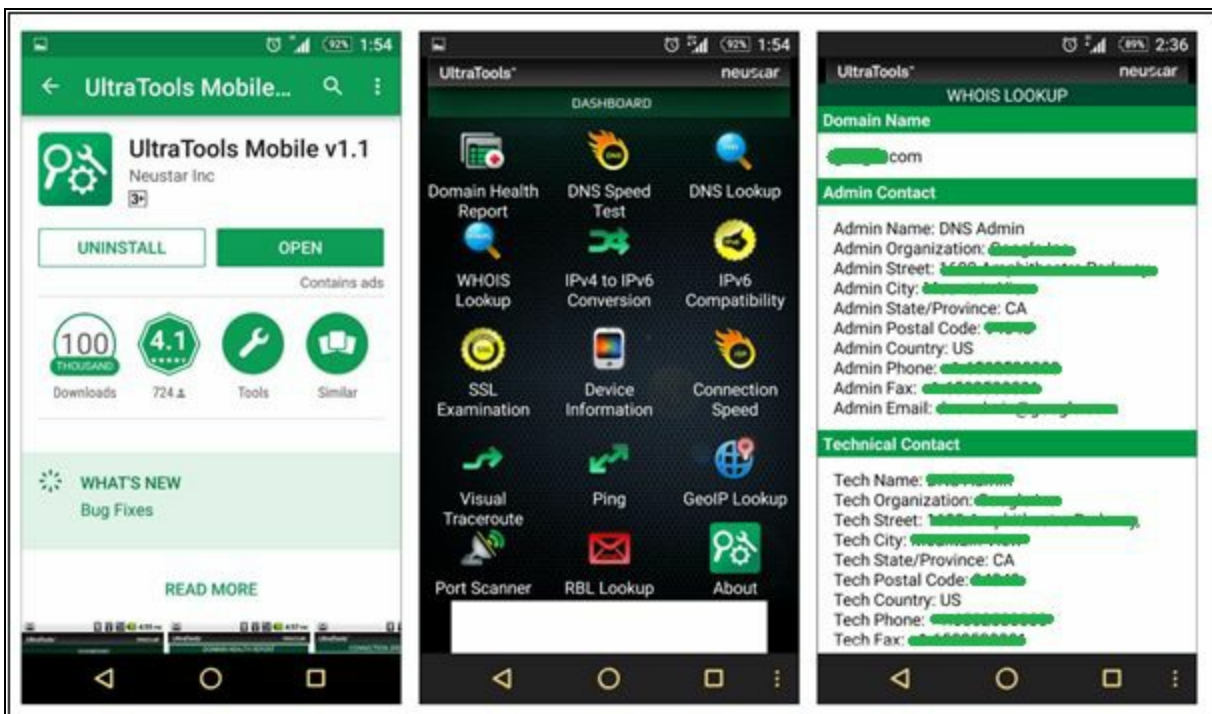 92% 1:54
UltraTools Mobile...
UltraTools Mobile v1.1
Neustar Inc
3+
UNINSTALL
OPEN
Contains ads
100
THOUSAND
4.1
Downloads
724
Tools
Similar
WHAT'S NEW
Bug Fixes
READ MORE
92% 1:54
UltraTools
neustar
DASHBOARD
Domain Health
Report
DNS Speed
Test
DNS Lookup
WHOIS
Lookup
IPv4 to IPv6
Conversion
IPv6
Compatibility
SSL
Examination
Device
Information
Connection
Speed
Visual
Traceroute
Ping
GeoIP Lookup
Port Scanner
RBL Lookup
About
89% 2:36
UltraTools
neustar
WHOIS LOOKUP
Domain Name
.com
Admin Contact
Admin Name: DNS Admin
Admin Organization:
Admin Street:
Admin City:
Admin State/Province: CA
Admin Postal Code:
Admin Country: US
Admin Phone:
Admin Fax:
Admin Email:
Technical Contact
Tech Name:
Tech Organization:
Tech Street:
Tech City:
Tech State/Province: CA
Tech Postal Code:
Tech Country: US
Tech Phone:
Tech Fax: